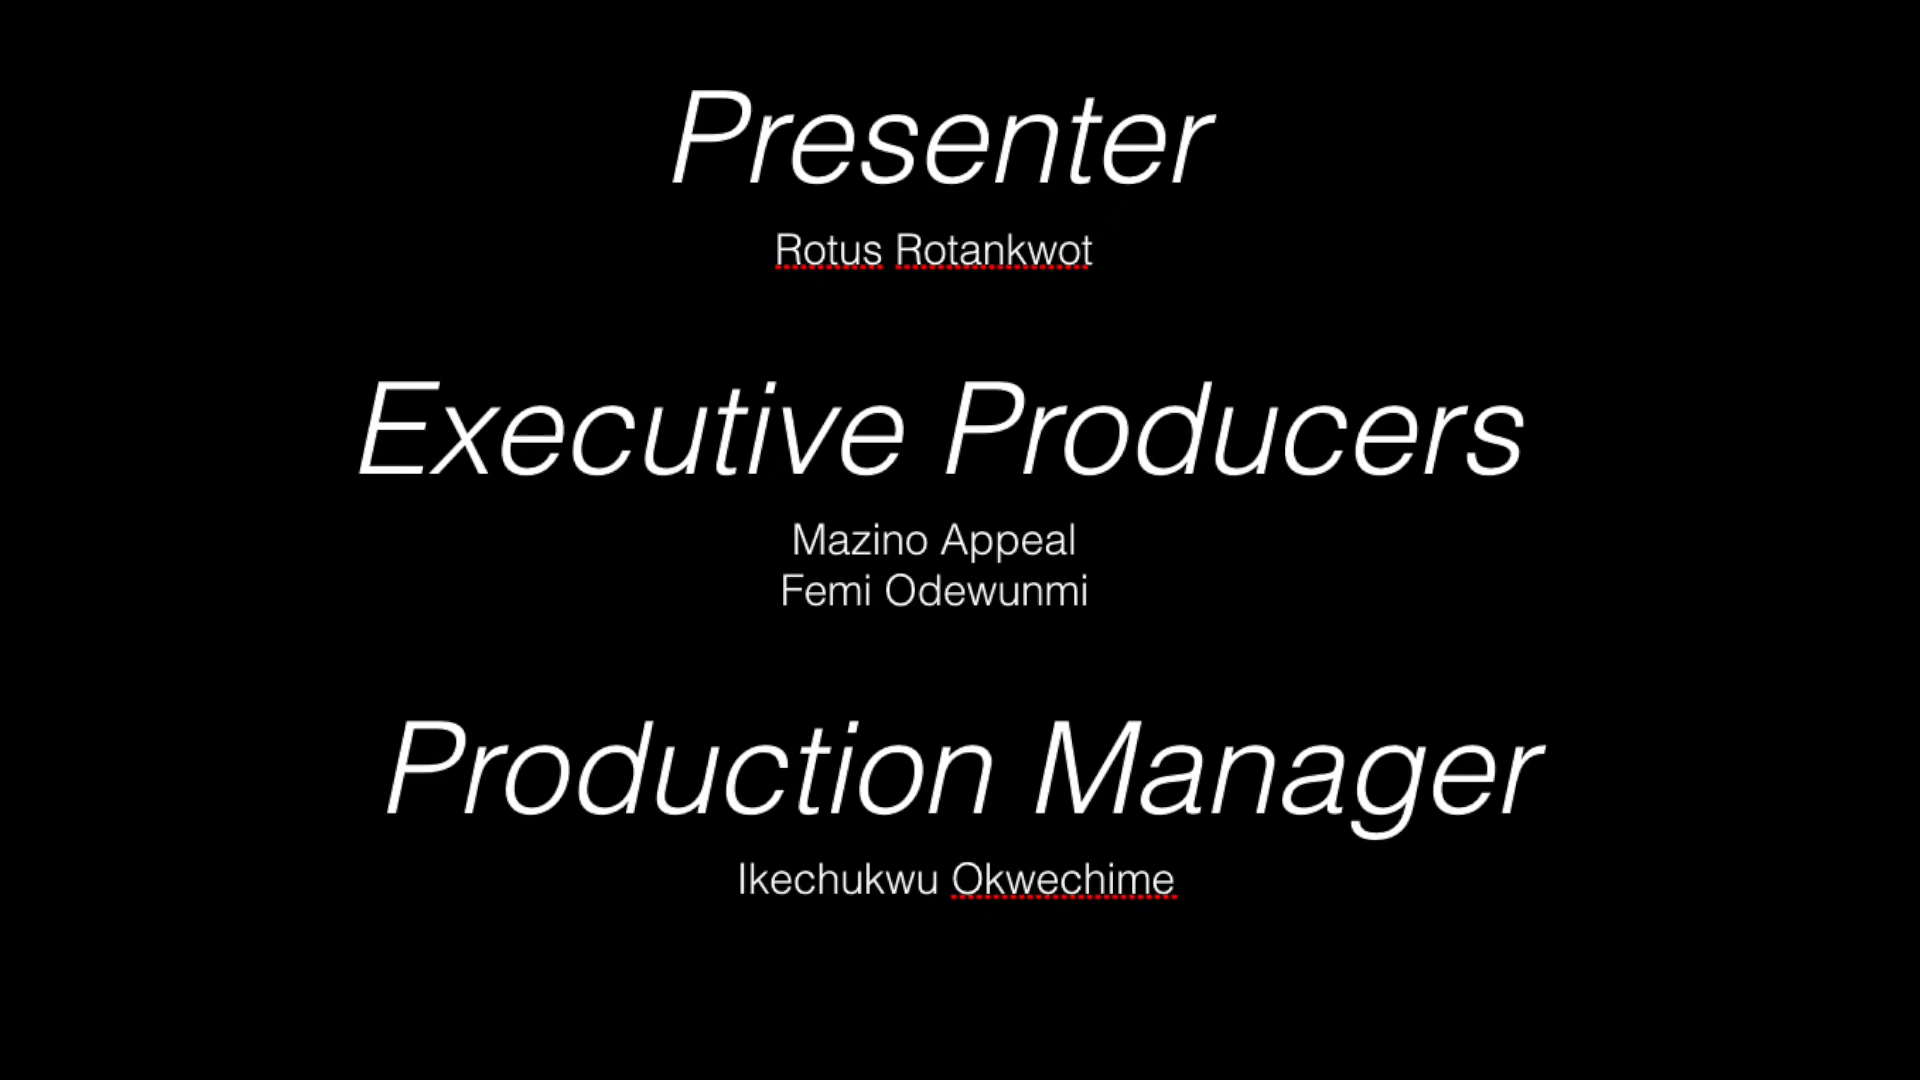 Presenter
Rotus Rotankwot
Executive Producers
Mazino Appeal
Femi Odewunmi
Production Manager
Ikechukwu Okwechime